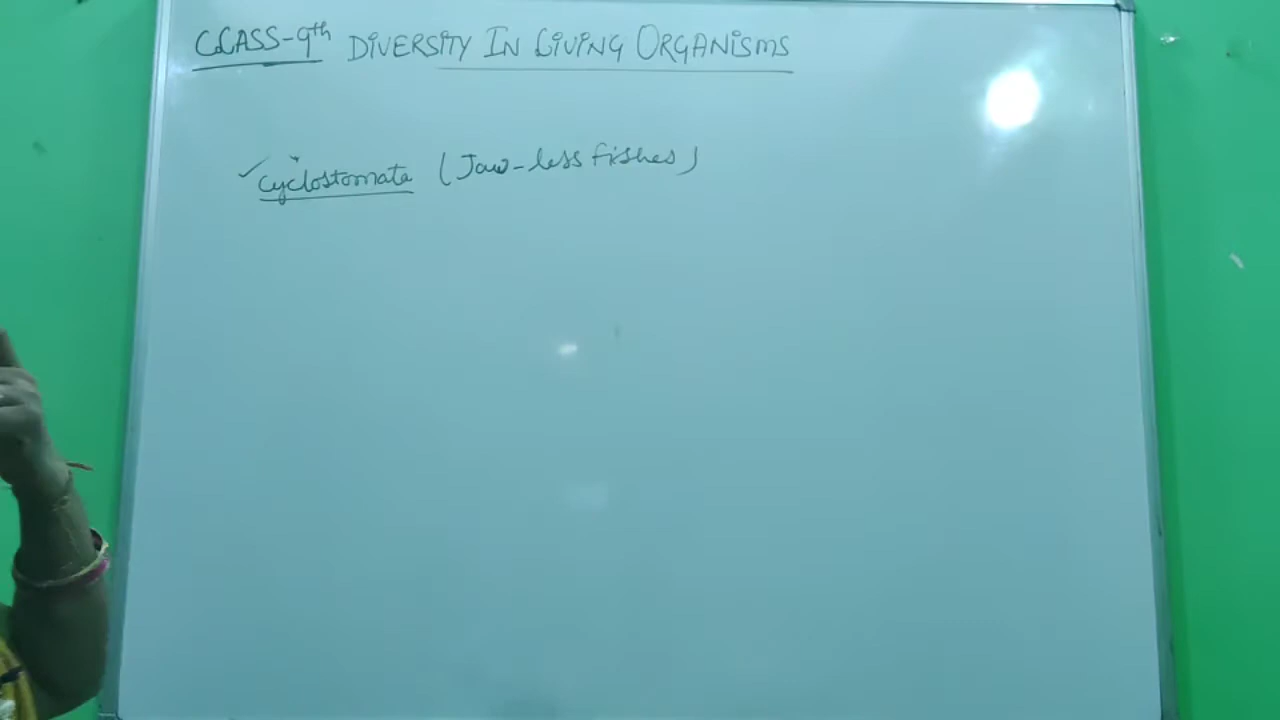 CLASS-9th DIVERSITY IN LIVING ORGANISMS
✓ Cyclostomata (Jaw-less fishes)